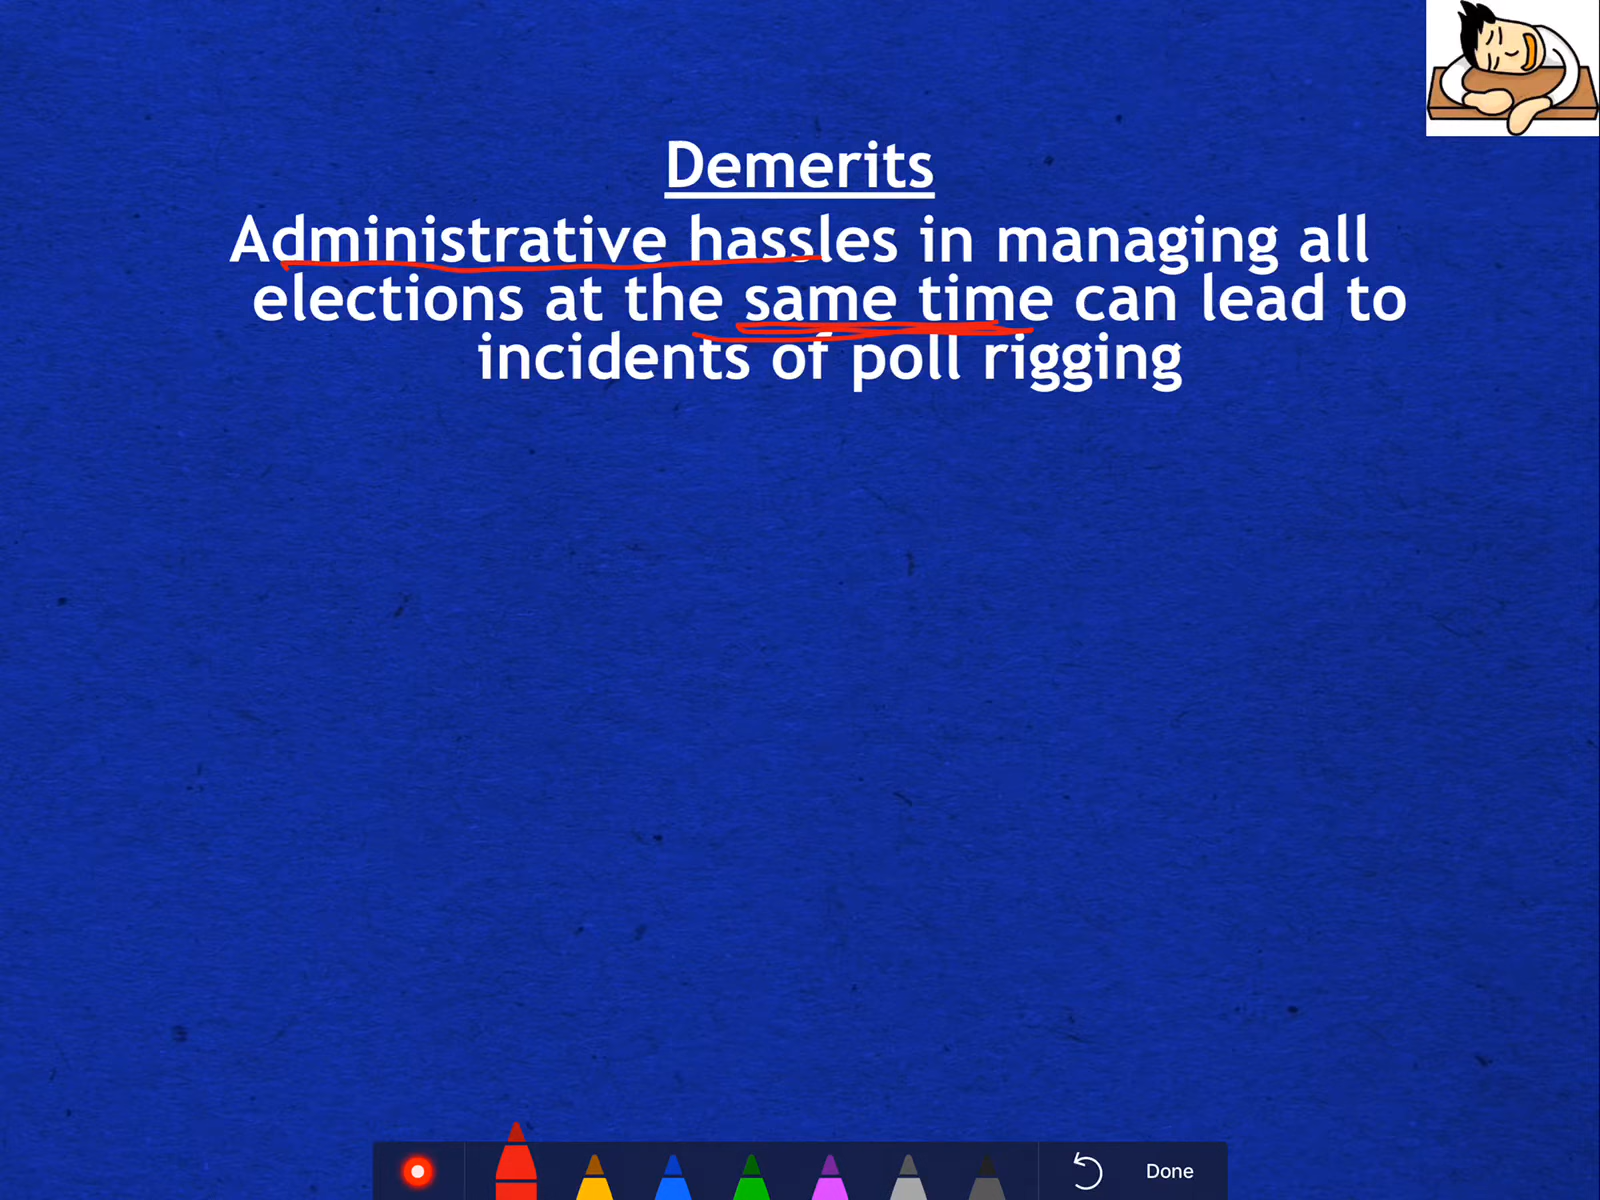 Demerits
Administrative hassles in managing all
elections at the same time can lead to
incidents of poll rigging
Done